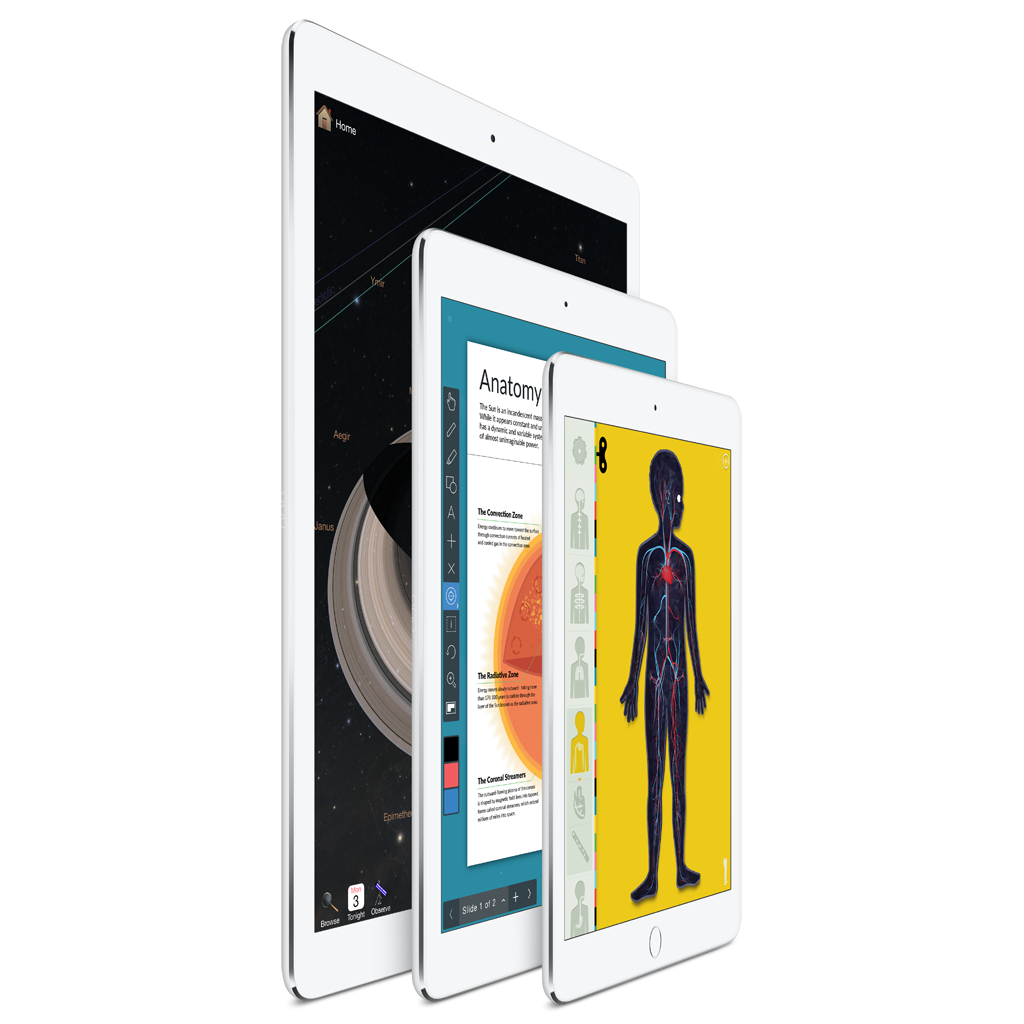 Home
Titan
Ymir
Aegir
Janus
Epimethe
Browse
Mon
3
Tonight
Observe
Anatomy
The Sun is an incandescent mass
While it appears constant and
has a dynamic and variable
of almost unimaginable power.
The Convection Zone
Energy continues to move toward the surface
through convection currents of heated
and cooled gas in the convection zone.
The Radiative Zone
Energy moves slowly outward—taking more
than 170,000 years to radiate through the
layer of the Sun known as the radiative zone.
The Coronal Streamers
The outward-flowing plasma of the corona
is shaped by magnetic field lines into tapered
forms called coronal streamers, which extend
millions of miles into space.
A
Slide 1 of 2